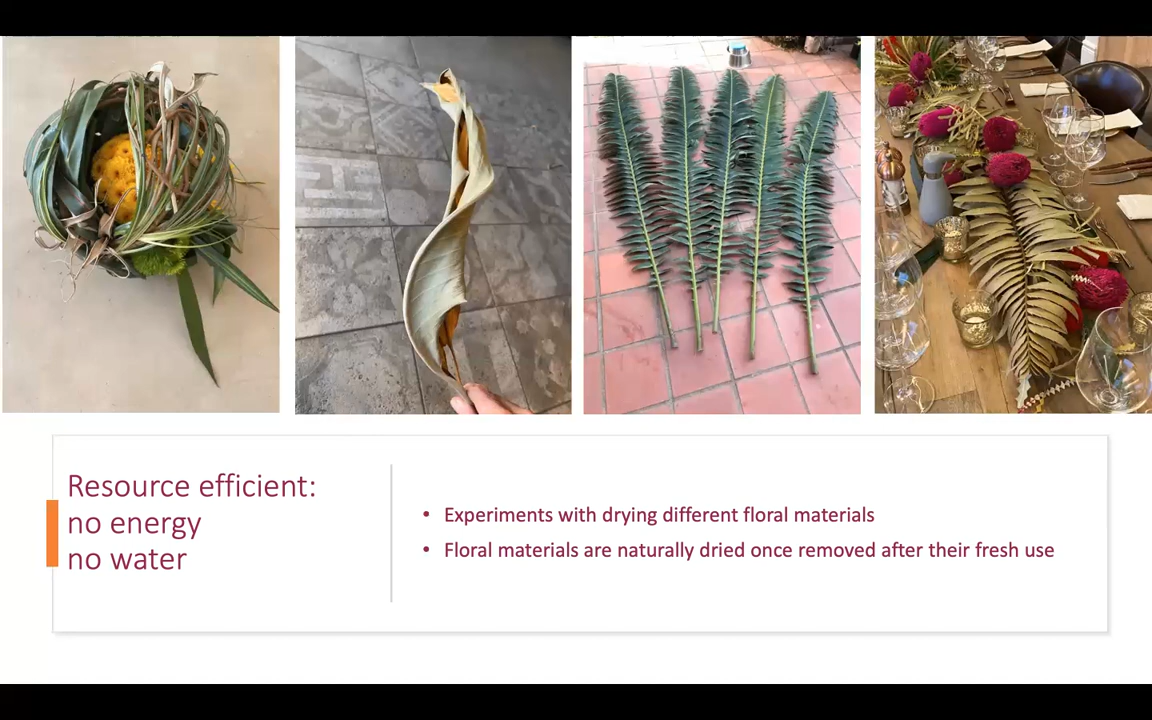 Resource efficient:
no energy
no water
• Experiments with drying different floral materials
• Floral materials are naturally dried once removed after their fresh use